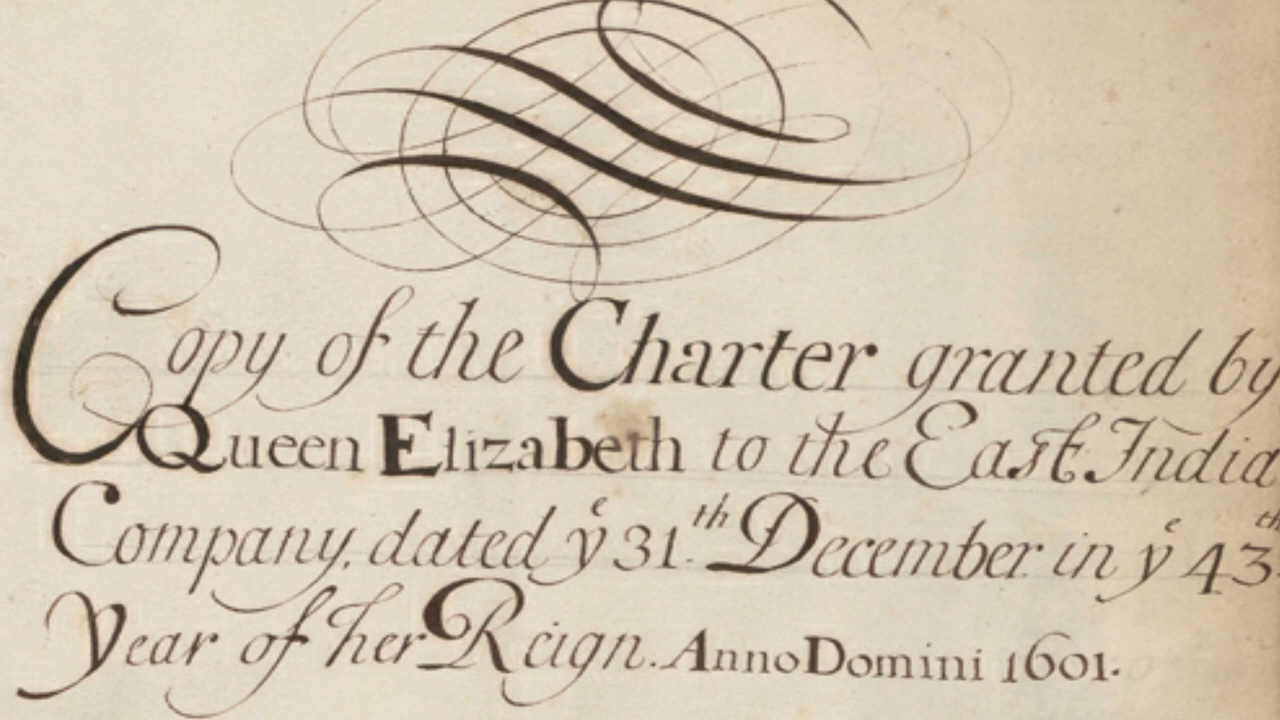 Copy of the Charter granted by
Queen Elizabeth to the East India
Company, dated yᵉ 31.ᵗʰ December in yᵉ 43.ᵗʰ
Year of her Reign. Anno Domini 1601.